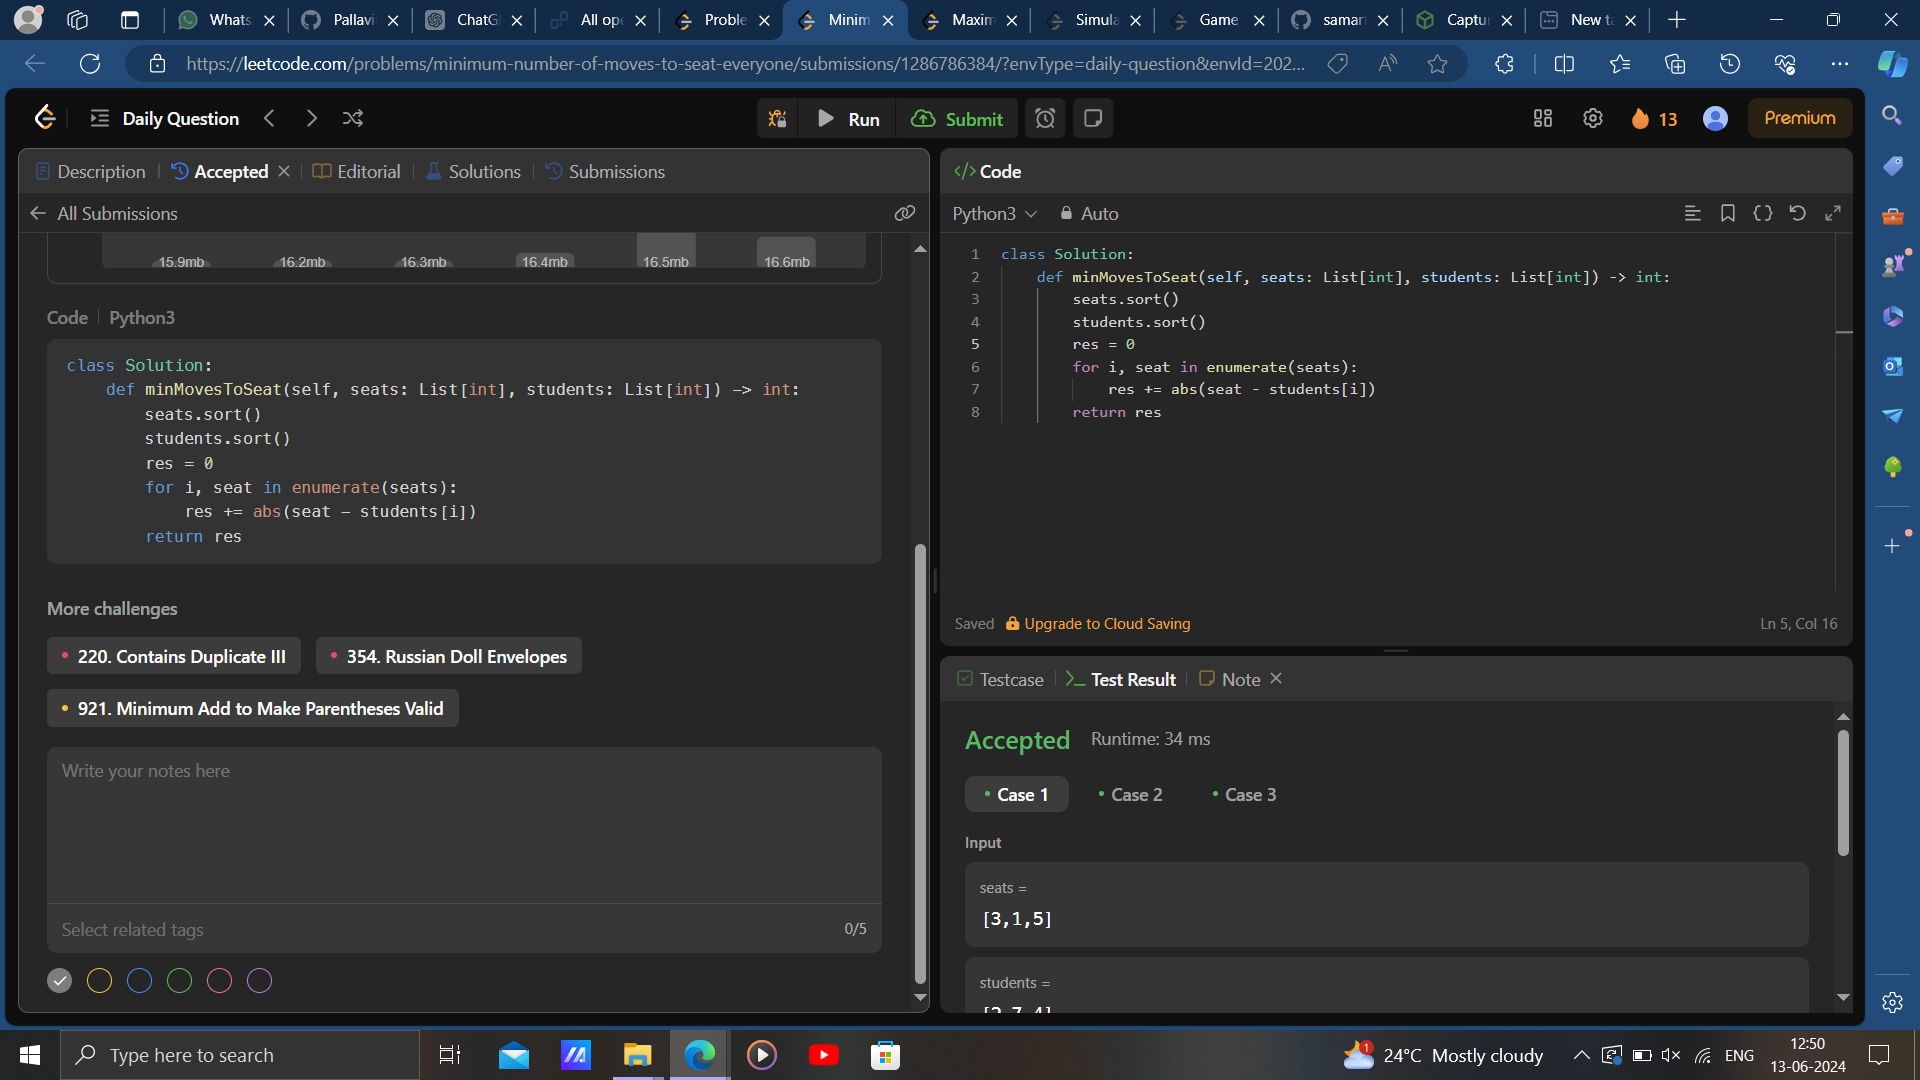 Whats
Pallavi
ChatG
All ope
Proble
Minim
Maxim
Simula
Game
samar
Captu
New ta
https://leetcode.com/problems/minimum-number-of-moves-to-seat-everyone/submissions/1286786384/?envType=daily-question&envId=202...
Daily Question
Run
Submit
13
Premium
Description
Accepted
Editorial
Solutions
Submissions
All Submissions
15.9mb
16.2mb
16.3mb
16.4mb
16.5mb
16.6mb
Code
Python3
class Solution:
    def minMovesToSeat(self, seats: List[int], students: List[int]) -> int:
        seats.sort()
        students.sort()
        res = 0
        for i, seat in enumerate(seats):
            res += abs(seat - students[i])
        return res
More challenges
220. Contains Duplicate III
354. Russian Doll Envelopes
921. Minimum Add to Make Parentheses Valid
Write your notes here
Select related tags
0/5
</> Code
Python3
Auto
1 class Solution:
2     def minMovesToSeat(self, seats: List[int], students: List[int]) -> int:
3         seats.sort()
4         students.sort()
5         res = 0
6         for i, seat in enumerate(seats):
7             res += abs(seat - students[i])
8         return res
Saved
Upgrade to Cloud Saving
Ln 5, Col 16
Testcase
Test Result
Note
Accepted
Runtime: 34 ms
Case 1
Case 2
Case 3
Input
seats =
[3,1,5]
students =
[2,7,4]
Type here to search
1
24°C Mostly cloudy
ENG
12:50
13-06-2024